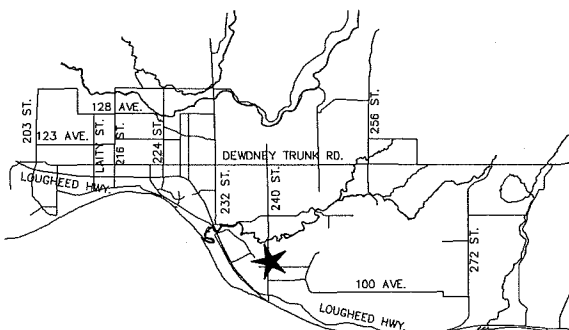 128 AVE.
203 ST.
123 AVE.
LAITY ST.
216 ST.
224 ST.
256 ST.
DEWDNEY TRUNK RD.
LOUGHEED HWY.
232 ST.
240 ST.
272 ST.
100 AVE.
LOUGHEED HWY.